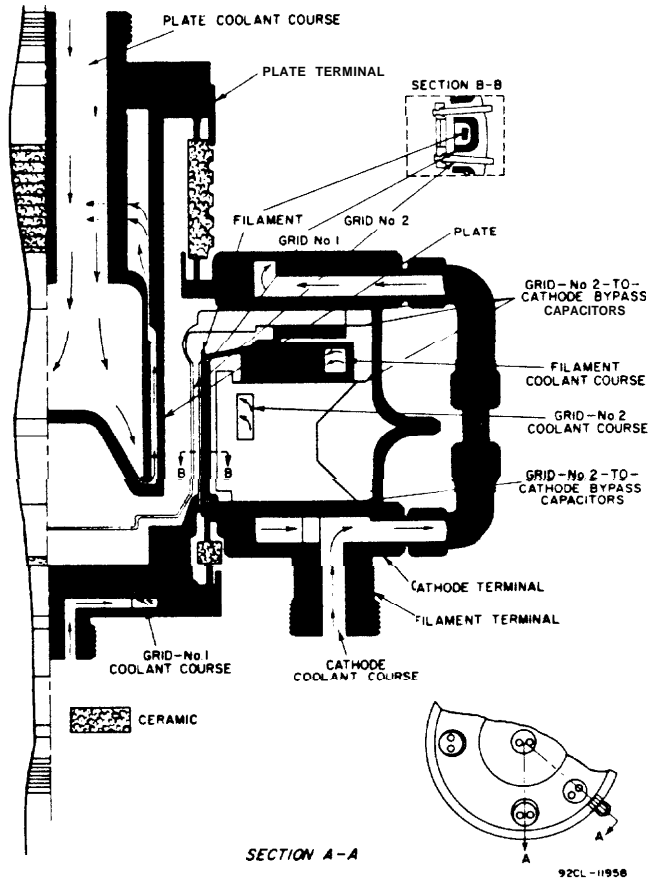 PLATE COOLANT COURSE
PLATE TERMINAL
SECTION B-B
FILAMENT
GRID No 2
GRID No 1
PLATE
GRID-No 2-TO-
CATHODE BYPASS
CAPACITORS
FILAMENT
COOLANT COURSE
GRID-No 2
COOLANT COURSE
B
B
GRID-No. 2-TO-
CATHODE BYPASS
CAPACITORS
CATHODE TERMINAL
FILAMENT TERMINAL
GRID-No.1
COOLANT COURSE
CATHODE
COOLANT COURSE
CERAMIC
A
A
SECTION A-A
92CL-11958